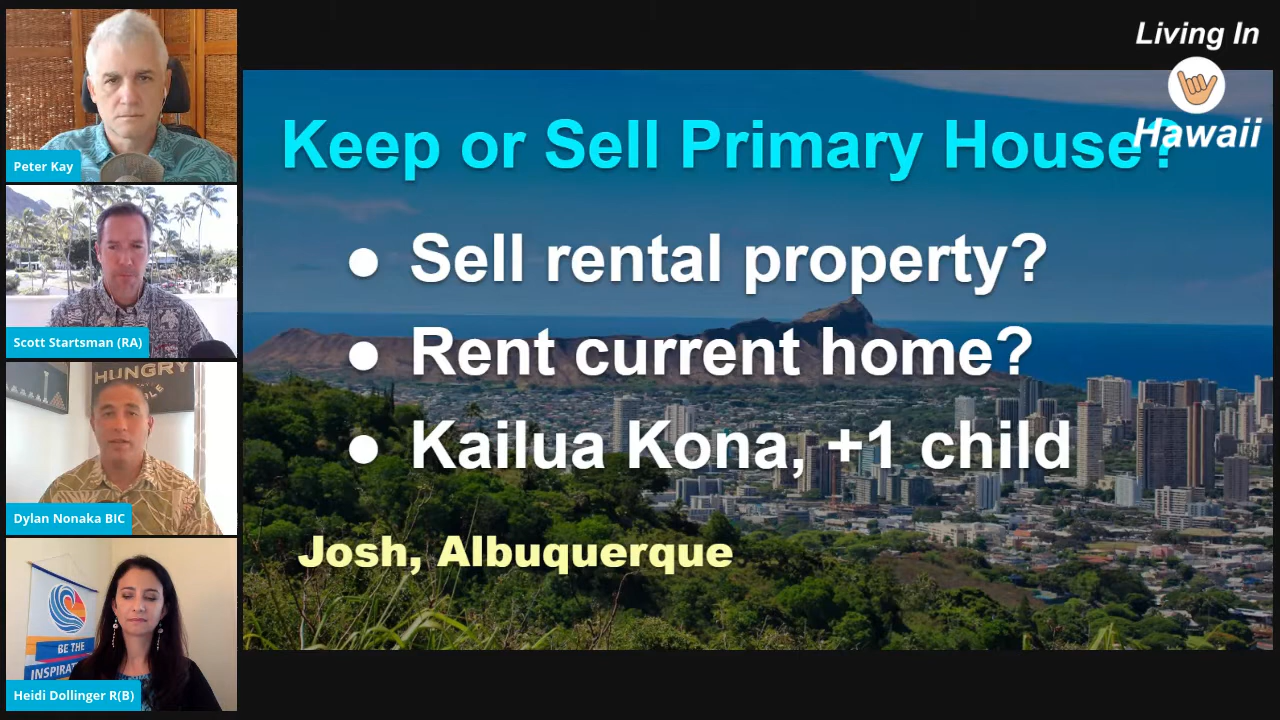 Living In
Hawaii
Keep or Sell Primary House?
● Sell rental property?
● Rent current home?
● Kailua Kona, +1 child
Josh, Albuquerque
Peter Kay
Scott Startsman (RA)
HUNGRY
Dylan Nonaka BIC
BE THE
Heidi Dollinger R(B)